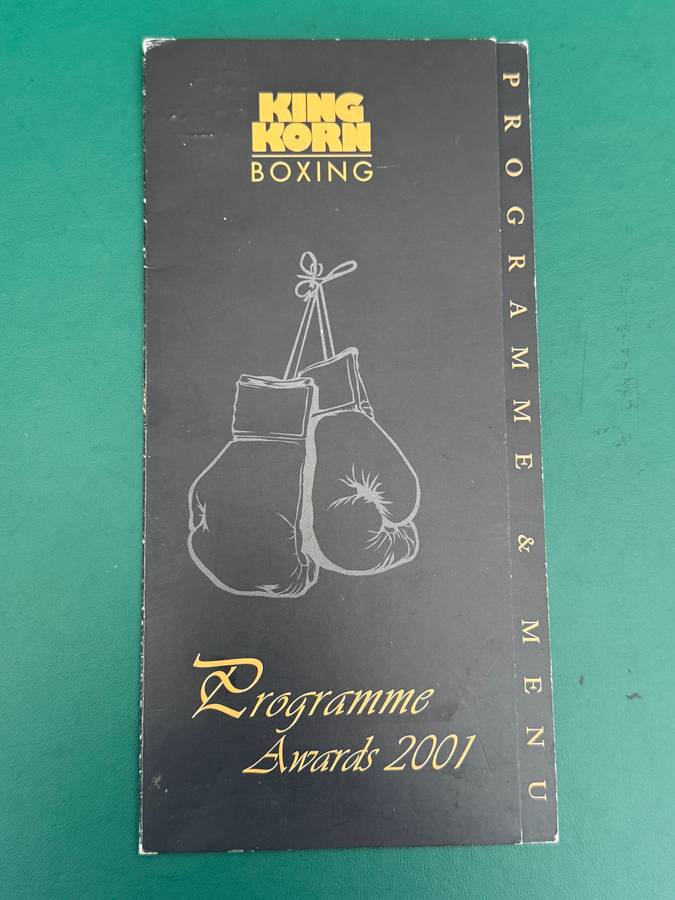 KING
KORN
BOXING
Programme
Awards 2001
PROGRAMME & MENU